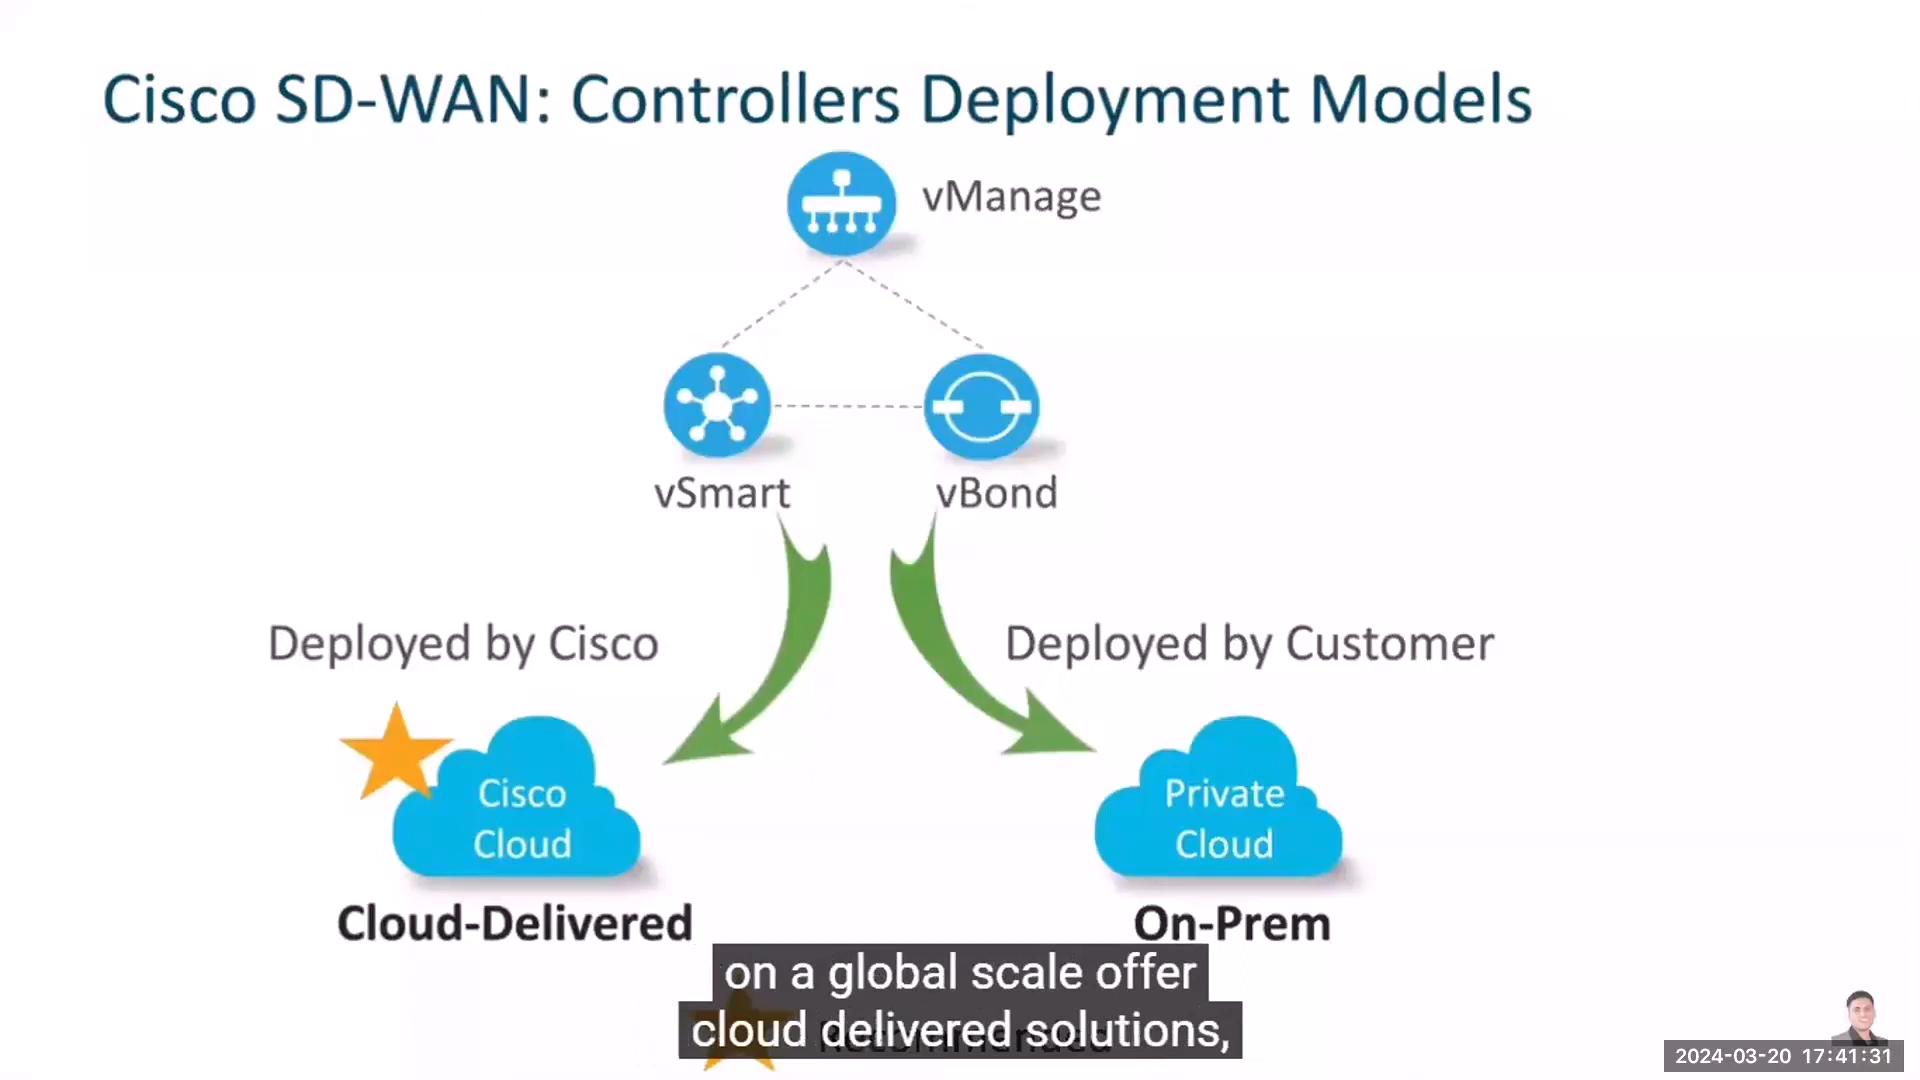 Cisco SD-WAN: Controllers Deployment Models
vManage
vSmart
vBond
Deployed by Cisco
Deployed by Customer
Cisco
Cloud
Private
Cloud
Cloud-Delivered
On-Prem
on a global scale offer
cloud delivered solutions,
Recommended
2024-03-20 17:41:31